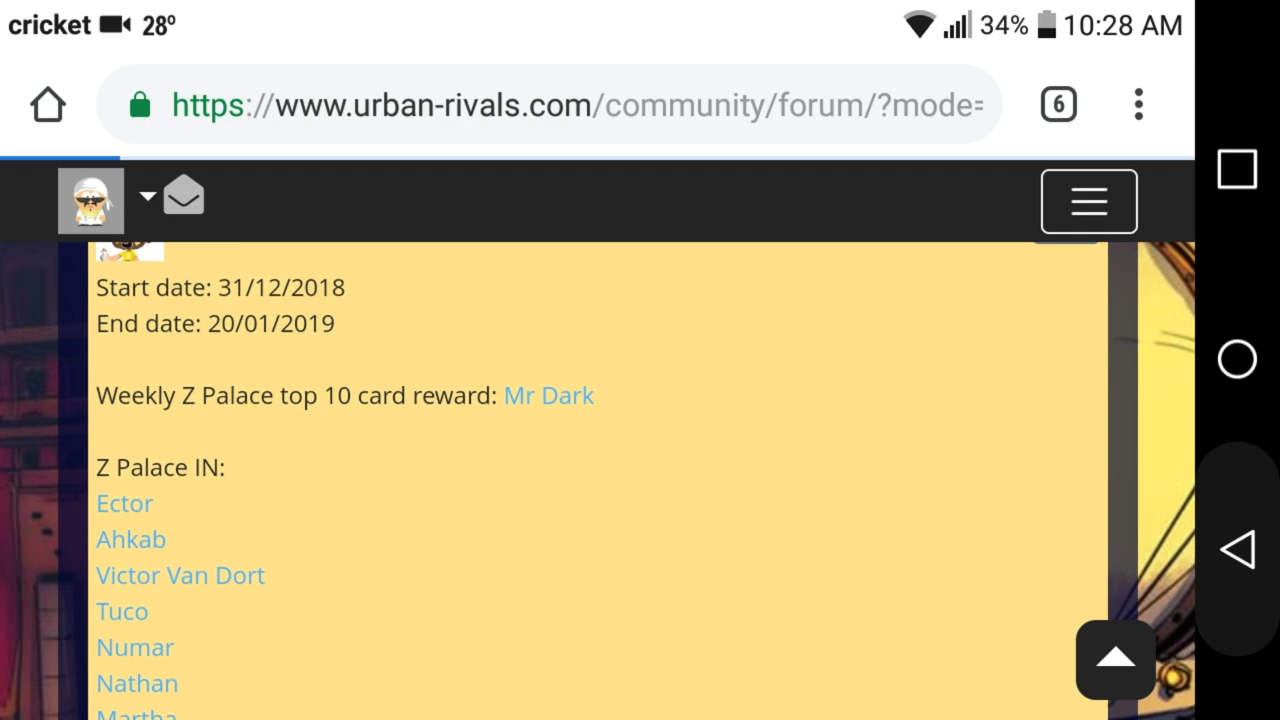 cricket 28° 34% 10:28 AM
https://www.urban-rivals.com/community/forum/?mode=
6
Start date: 31/12/2018
End date: 20/01/2019
Weekly Z Palace top 10 card reward: Mr Dark
Z Palace IN:
Ector
Ahkab
Victor Van Dort
Tuco
Numar
Nathan
Martha